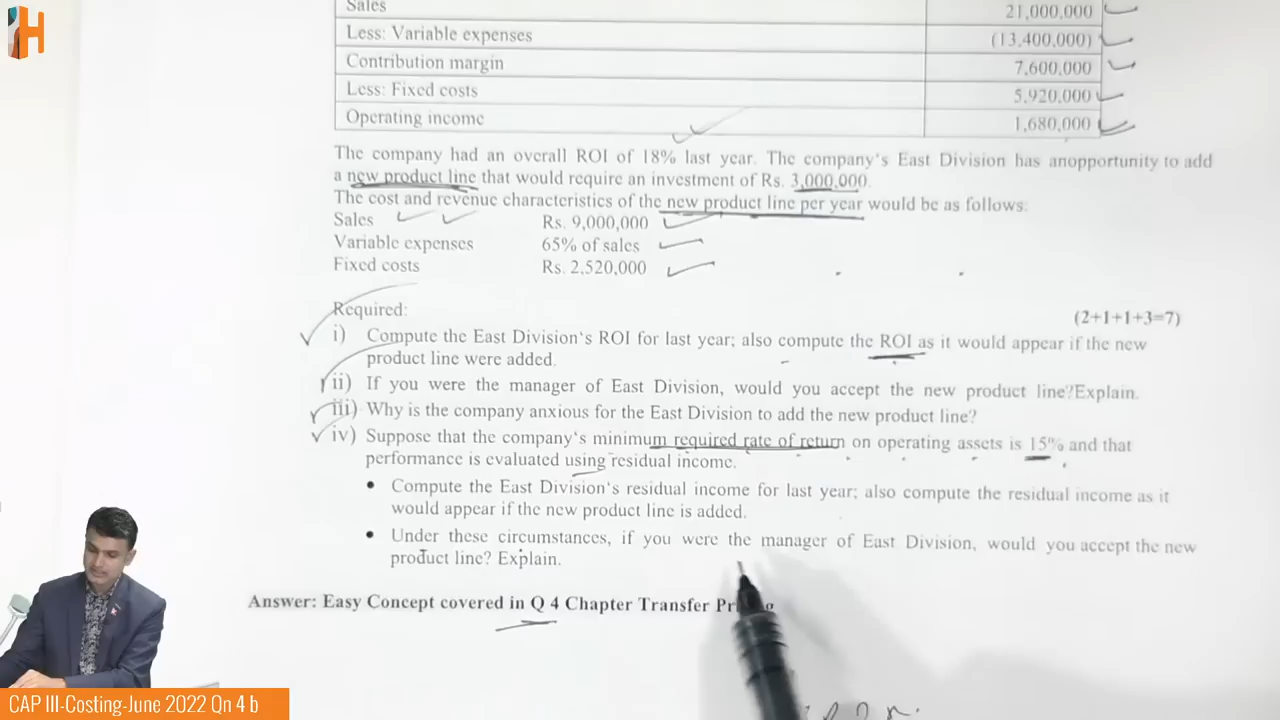 H
Sales 21,000,000
Less: Variable expenses (13,400,000)
Contribution margin 7,600,000
Less: Fixed costs 5,920,000
Operating income 1,680,000
The company had an overall ROI of 18% last year. The company's East Division has anopportunity to add
a new product line that would require an investment of Rs. 3,000,000.
The cost and revenue characteristics of the new product line per year would be as follows:
Sales Rs. 9,000,000
Variable expenses 65% of sales
Fixed costs Rs. 2,520,000
Required: (2+1+1+3=7)
i) Compute the East Division's ROI for last year; also compute the ROI as it would appear if the new
product line were added.
ii) If you were the manager of East Division, would you accept the new product line?Explain.
iii) Why is the company anxious for the East Division to add the new product line?
iv) Suppose that the company's minimum required rate of return on operating assets is 15% and that
performance is evaluated using residual income.
• Compute the East Division's residual income for last year; also compute the residual income as it
would appear if the new product line is added.
• Under these circumstances, if you were the manager of East Division, would you accept the new
product line? Explain.
Answer: Easy Concept covered in Q 4 Chapter Transfer
CAP III-Costing-June 2022 Qn 4 b